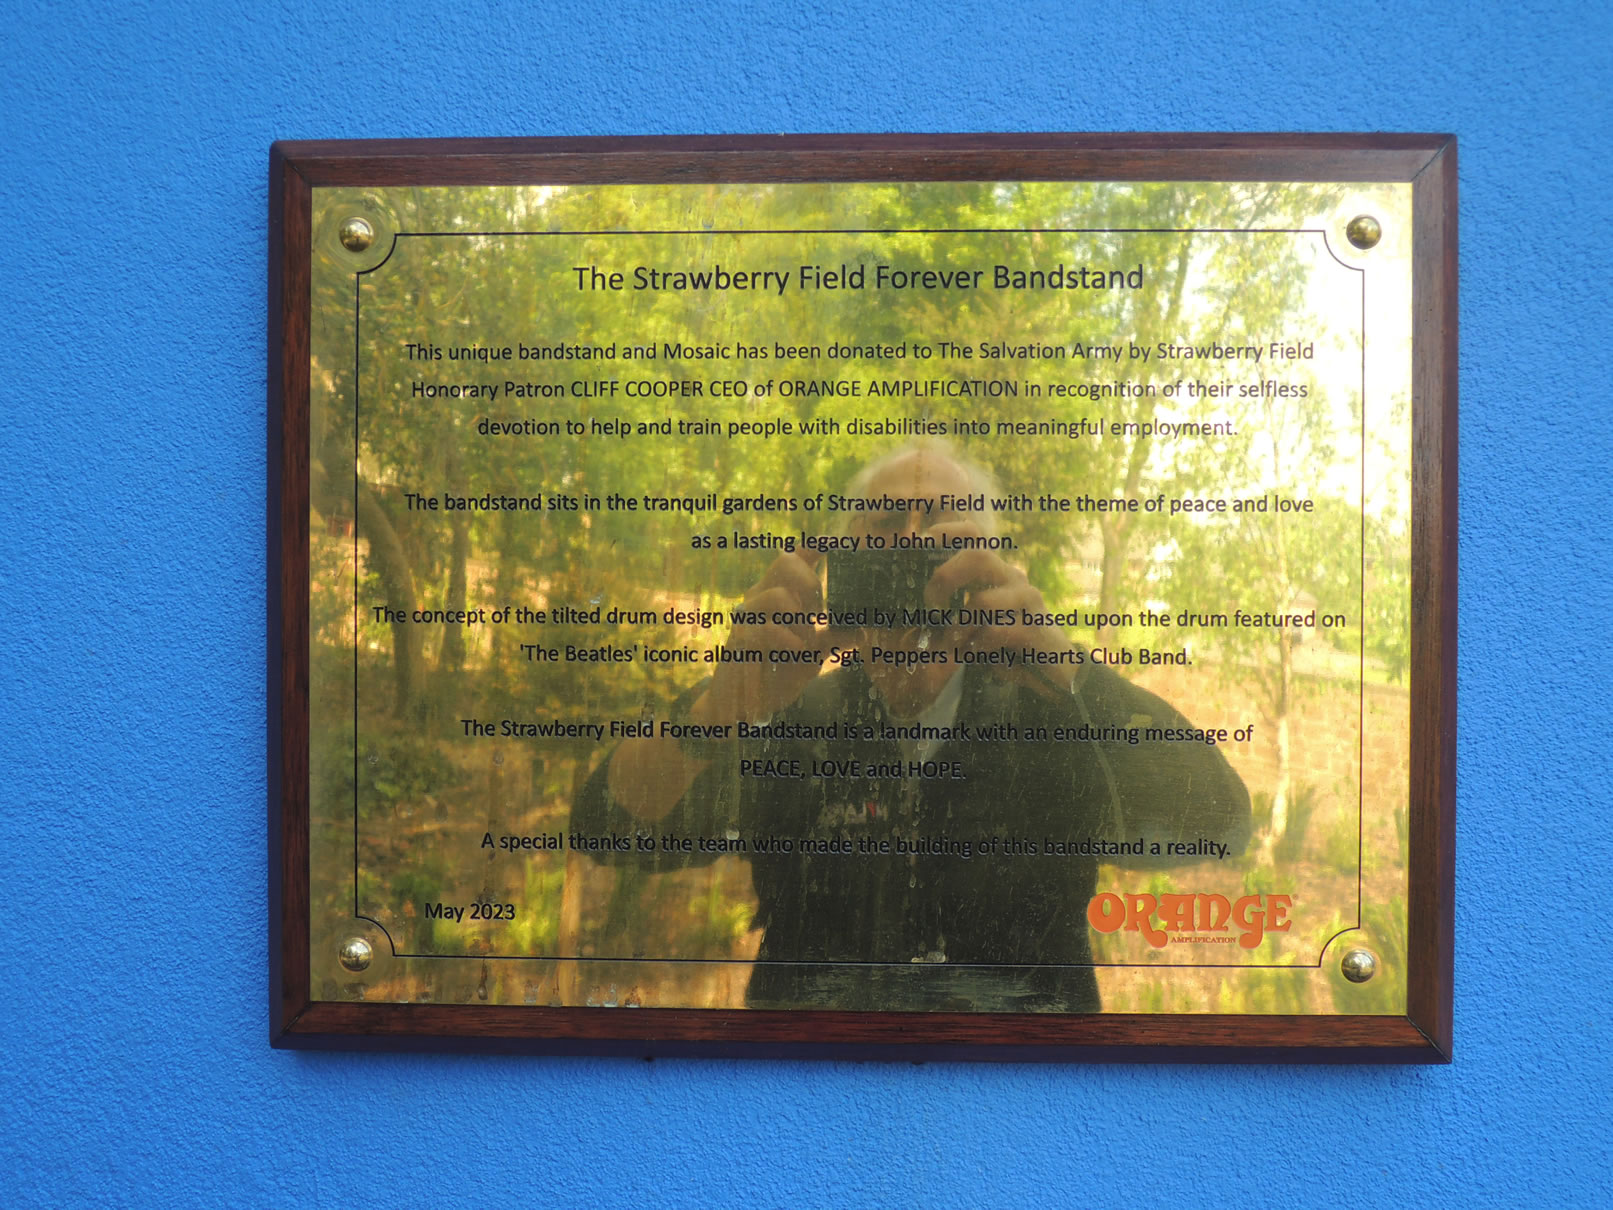 The Strawberry Field Forever Bandstand
This unique bandstand and Mosaic has been donated to The Salvation Army by Strawberry Field
Honorary Patron CLIFF COOPER CEO of ORANGE AMPLIFICATION in recognition of their selfless
devotion to help and train people with disabilities into meaningful employment.
The bandstand sits in the tranquil gardens of Strawberry Field with the theme of peace and love
as a lasting legacy to John Lennon.
The concept of the tilted drum design was conceived by MICK DINES based upon the drum featured on
'The Beatles' iconic album cover, Sgt. Peppers Lonely Hearts Club Band.
The Strawberry Field Forever Bandstand is a landmark with an enduring message of
PEACE, LOVE and HOPE.
A special thanks to the team who made the building of this bandstand a reality.
May 2023
ORANGE
AMPLIFICATION